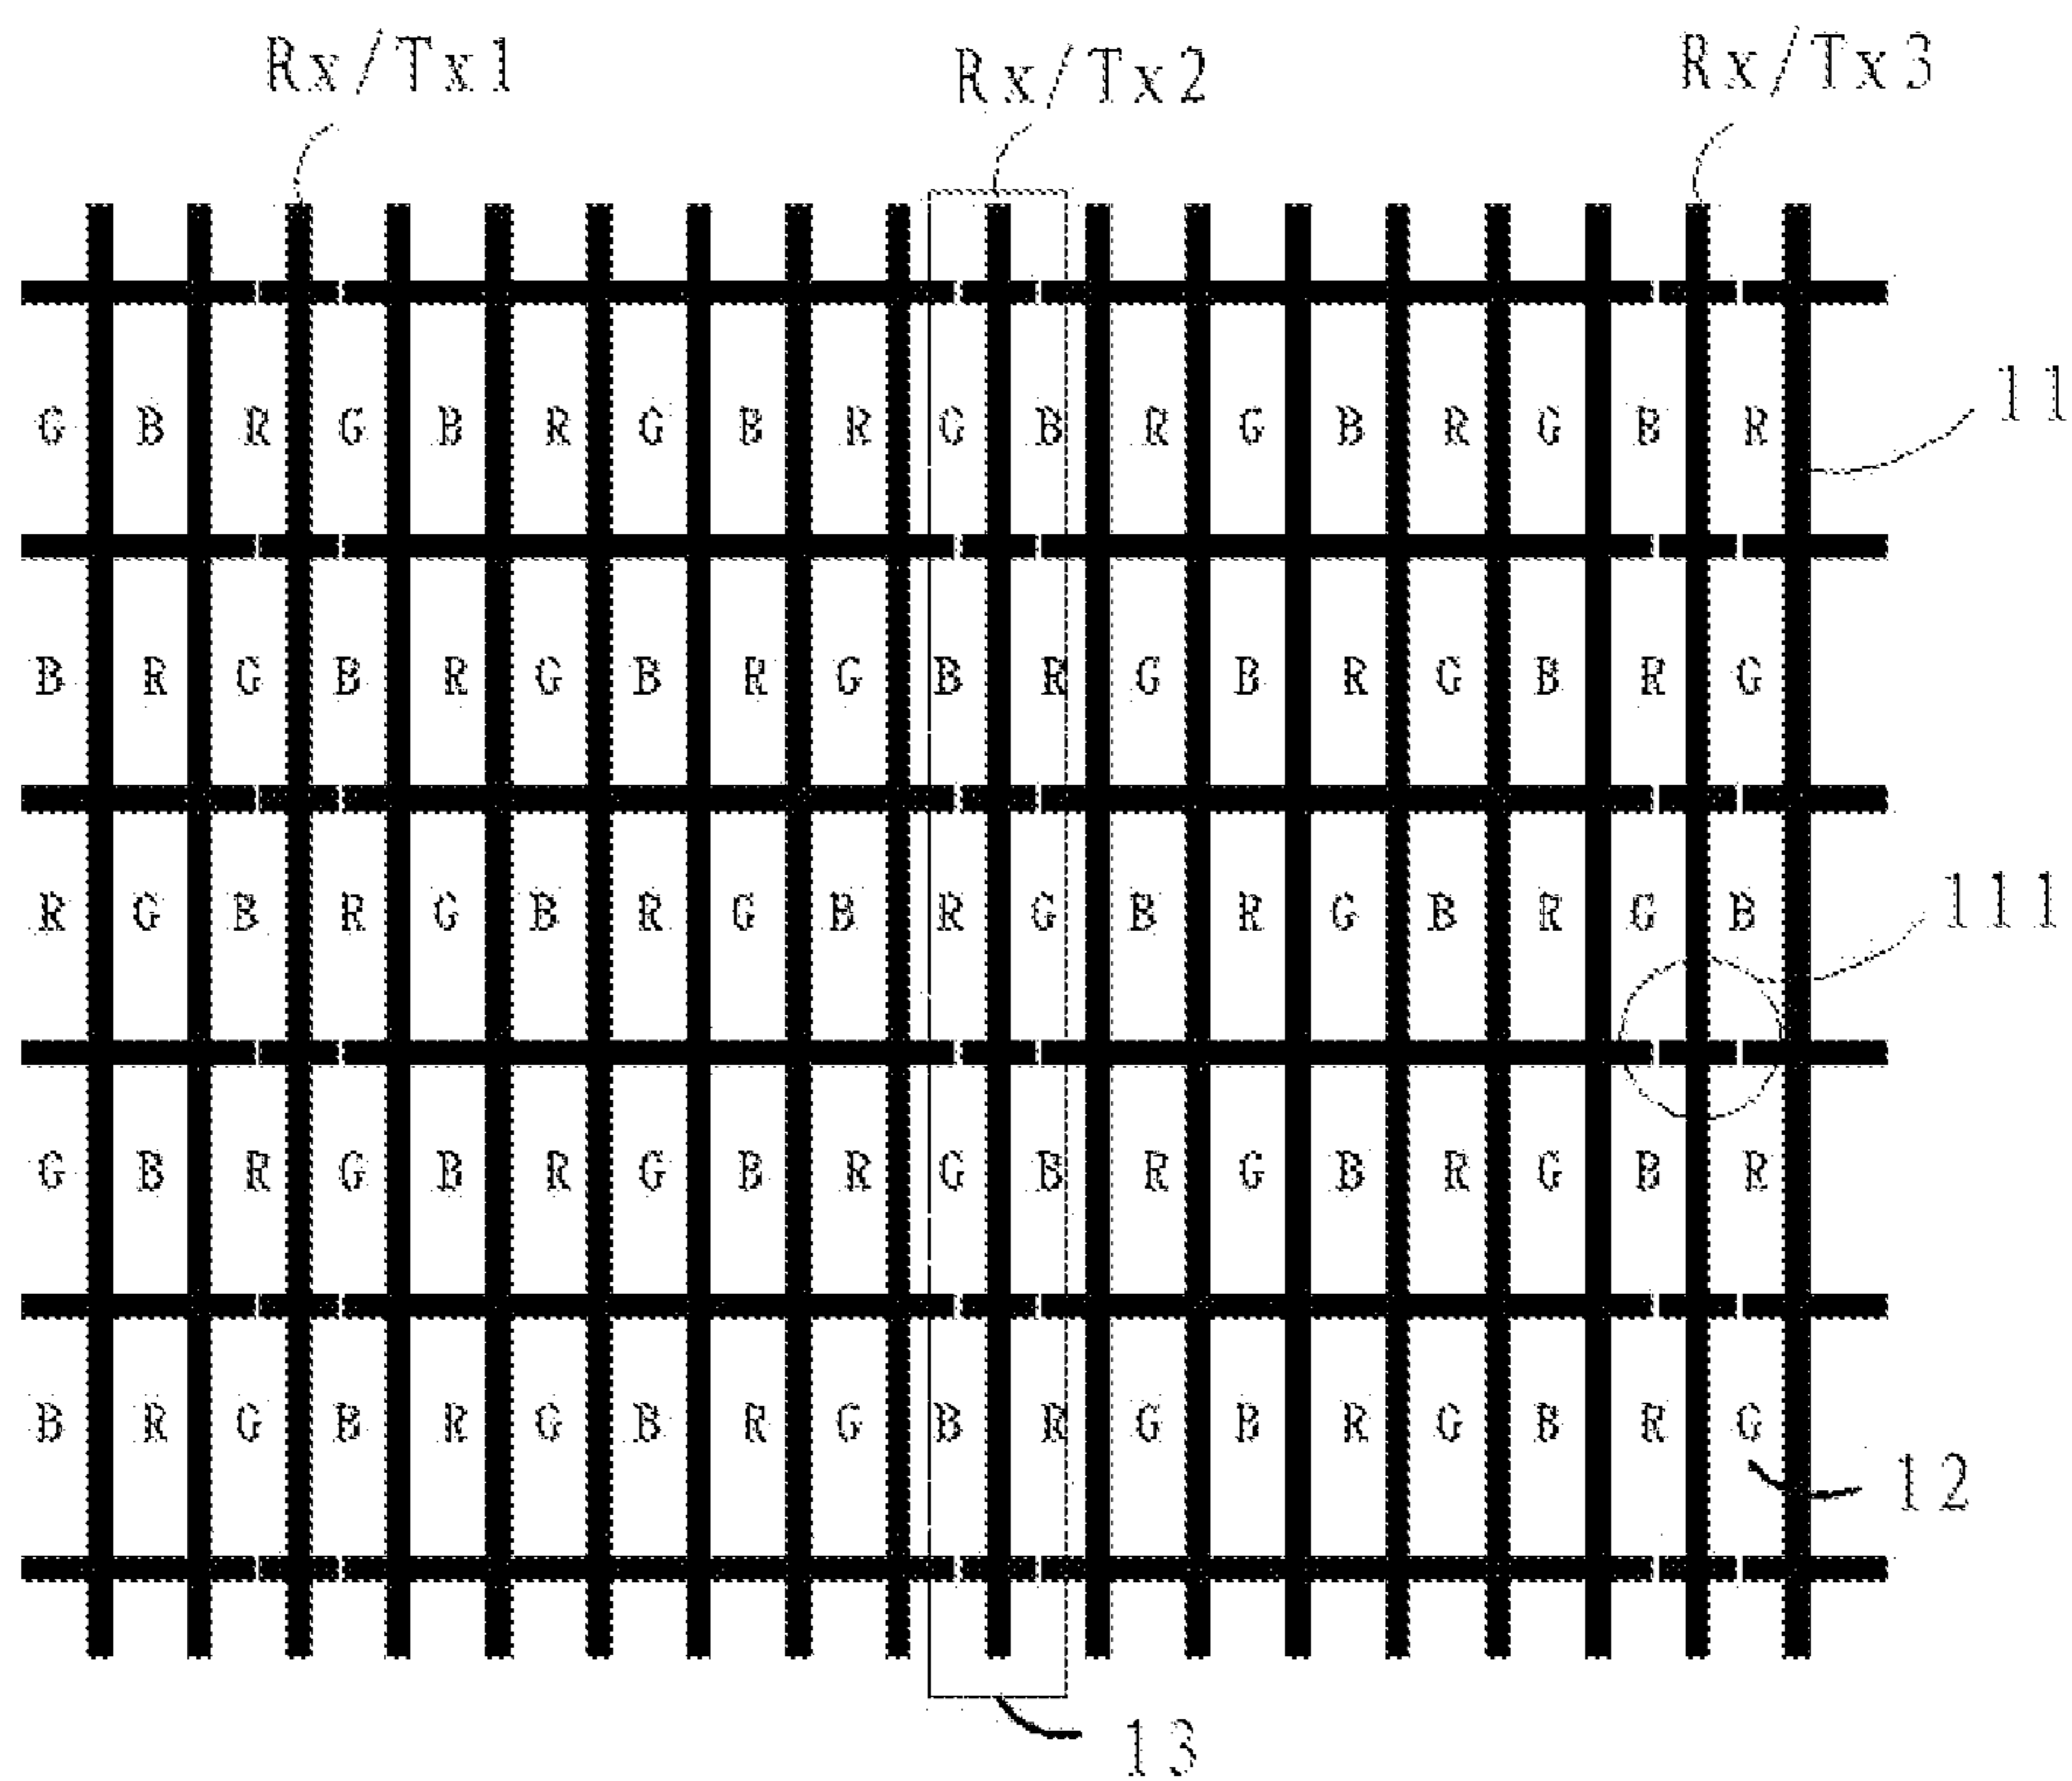 Rx/Tx1 Rx/Tx2 Rx/Tx3
G B R G B R G B R G B R G B R G B R
11
B R G B R G B R G B R G B R G B R G
R G B R G B R G B R G B R G B R G B
111
G B R G B R G B R G B R G B R G B R
B R G B R G B R G B R G B R G B R G
12
13